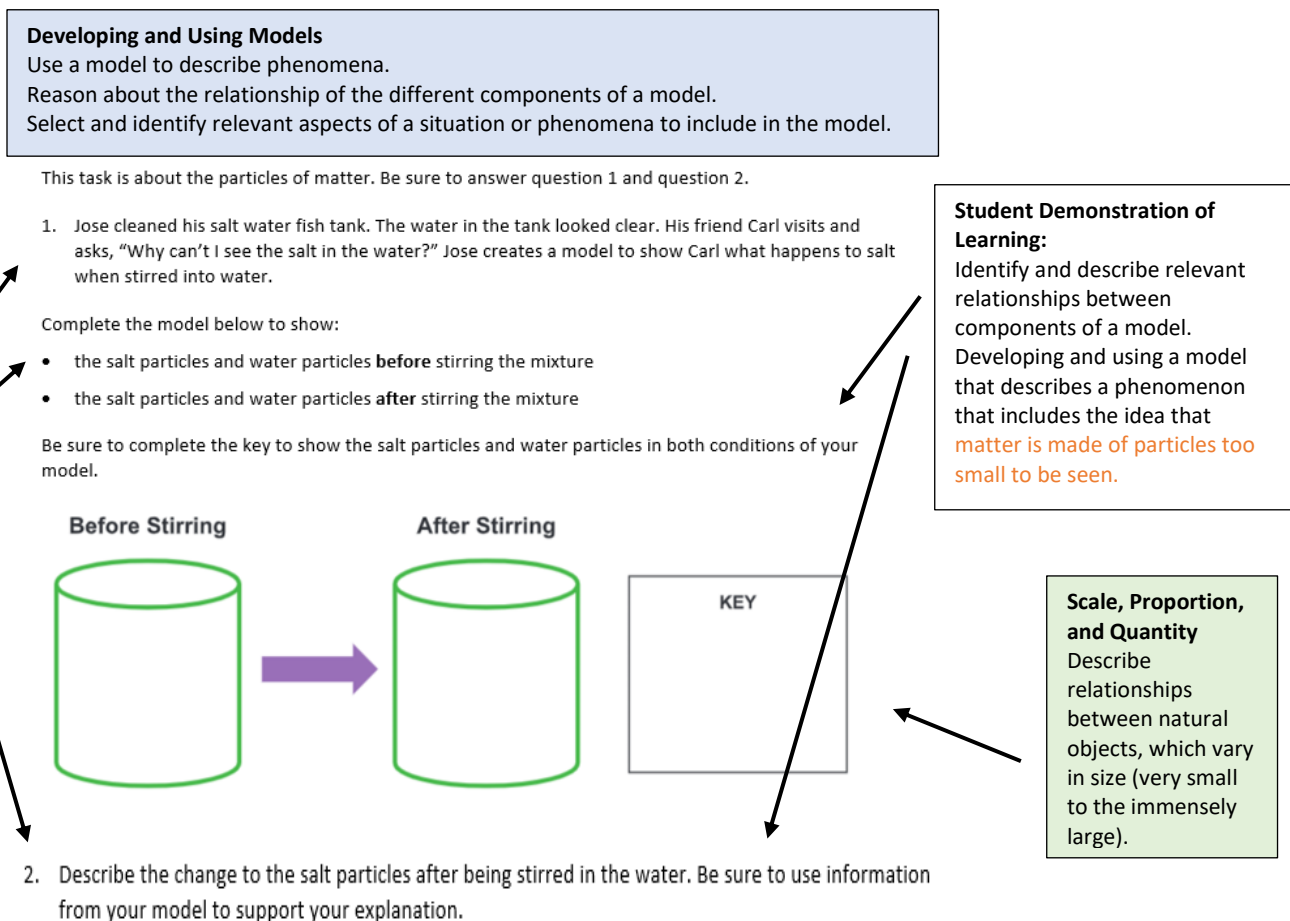 Developing and Using Models
Use a model to describe phenomena.
Reason about the relationship of the different components of a model.
Select and identify relevant aspects of a situation or phenomena to include in the model.
This task is about the particles of matter. Be sure to answer question 1 and question 2.
1. Jose cleaned his salt water fish tank. The water in the tank looked clear. His friend Carl visits and
asks, “Why can’t I see the salt in the water?” Jose creates a model to show Carl what happens to salt
when stirred into water.
Complete the model below to show:
• the salt particles and water particles before stirring the mixture
• the salt particles and water particles after stirring the mixture
Be sure to complete the key to show the salt particles and water particles in both conditions of your
model.
Before Stirring
After Stirring
KEY
2. Describe the change to the salt particles after being stirred in the water. Be sure to use information
from your model to support your explanation.
Student Demonstration of
Learning:
Identify and describe relevant
relationships between
components of a model.
Developing and using a model
that describes a phenomenon
that includes the idea that
matter is made of particles too
small to be seen.
Scale, Proportion,
and Quantity
Describe
relationships
between natural
objects, which vary
in size (very small
to the immensely
large).